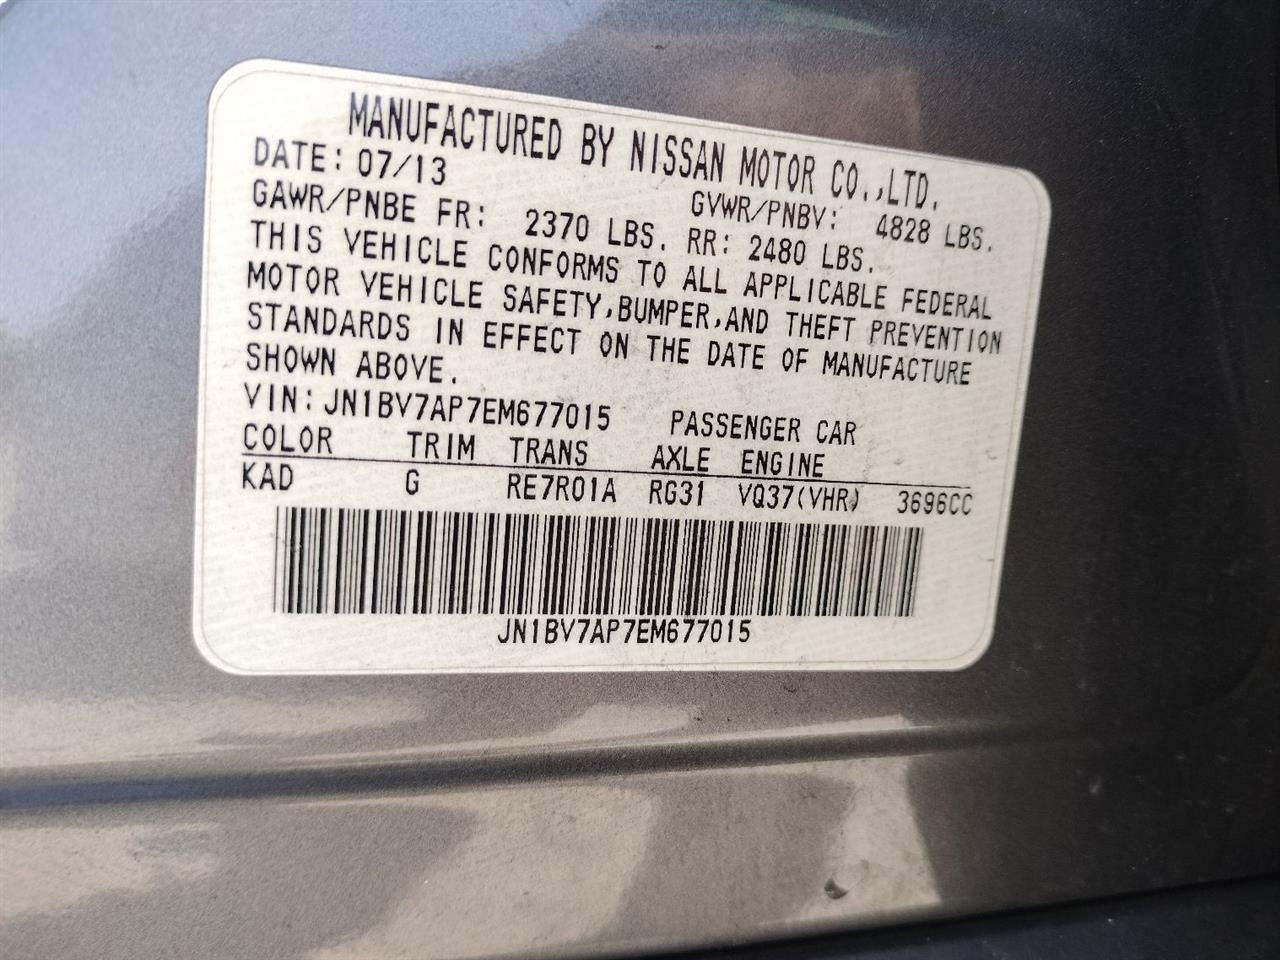 MANUFACTURED BY NISSAN MOTOR CO.,LTD.
DATE: 07/13 GVWR/PNBV: 4828 LBS.
GAWR/PNBE FR: 2370 LBS. RR: 2480 LBS.
THIS VEHICLE CONFORMS TO ALL APPLICABLE FEDERAL
MOTOR VEHICLE SAFETY,BUMPER,AND THEFT PREVENTION
STANDARDS IN EFFECT ON THE DATE OF MANUFACTURE
SHOWN ABOVE.
VIN: JN1BV7AP7EM677015 PASSENGER CAR
COLOR TRIM TRANS AXLE ENGINE
KAD G RE7R01A RG31 VQ37(VHR) 3696CC
JN1BV7AP7EM677015